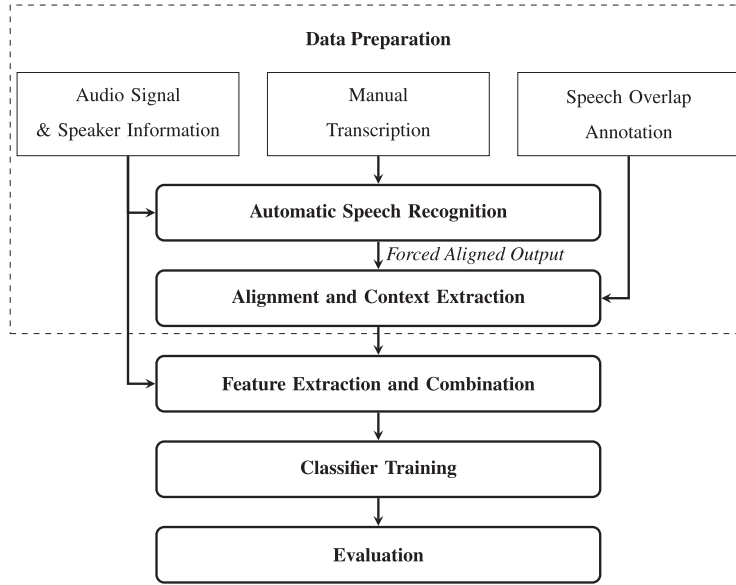 Data Preparation
Audio Signal
& Speaker Information
Manual
Transcription
Speech Overlap
Annotation
Automatic Speech Recognition
Forced Aligned Output
Alignment and Context Extraction
Feature Extraction and Combination
Classifier Training
Evaluation